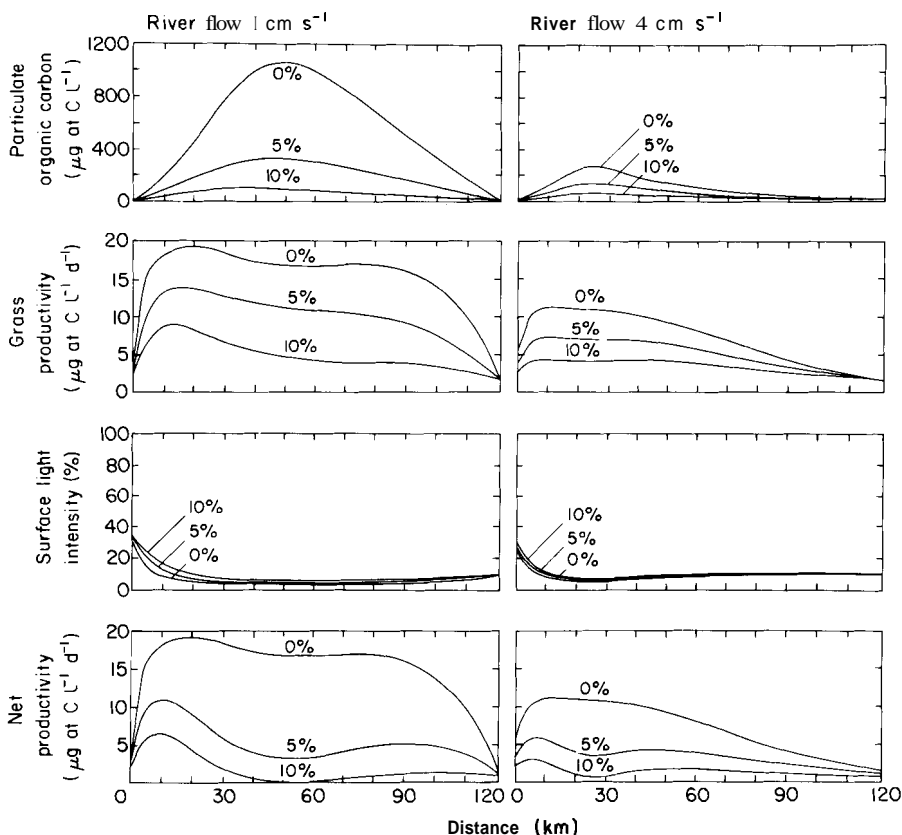 River flow 1 cm s⁻¹
River flow 4 cm s⁻¹
Particulate
organic carbon
(μg at C L⁻¹)
1200
800
400
0
0%
5%
10%
0%
5%
10%
Grass
productivity
(μg at C L⁻¹ d⁻¹)
20
15
10
5
0
0%
5%
10%
0%
5%
10%
Surface light
intensity (%)
100
80
60
40
20
0
10%
5%
0%
10%
5%
0%
Net
productivity
(μg at C L⁻¹ d⁻¹)
20
15
10
5
0
0%
5%
10%
0%
5%
10%
0 30 60 90 120
0 30 60 90 120
Distance (km)